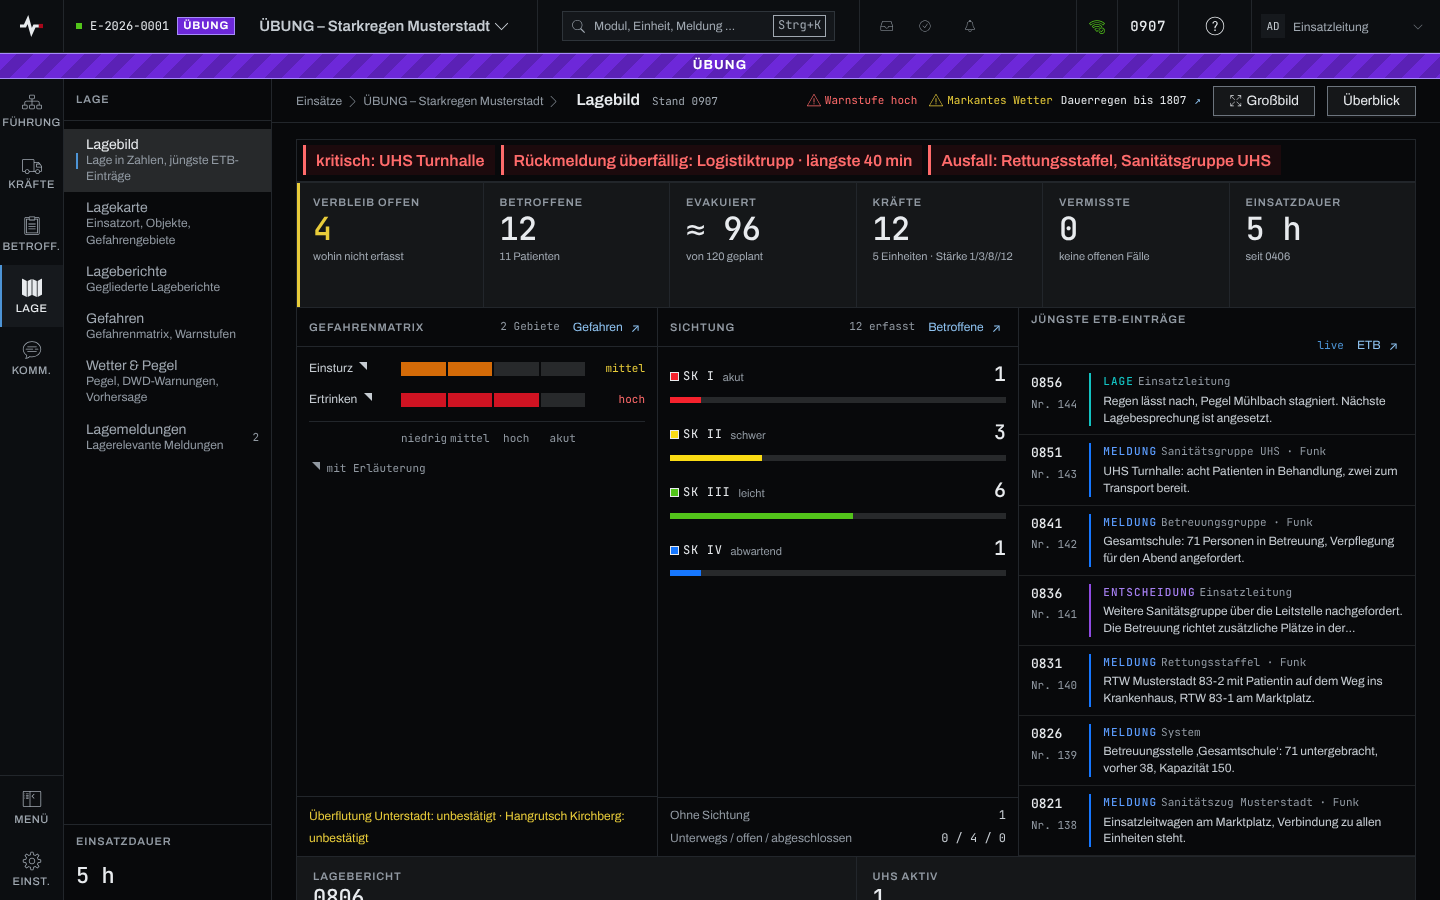 E-2026-0001 ÜBUNG ÜBUNG – Starkregen Musterstadt Modul, Einheit, Meldung ... Strg+K 0907 ? AD Einsatzleitung
ÜBUNG
FÜHRUNG
KRÄFTE
BETROFF.
LAGE
KOMM.
MENÜ
EINST.
LAGE
Lagebild
Lage in Zahlen, jüngste ETB-
Einträge
Lagekarte
Einsatzort, Objekte,
Gefahrengebiete
Lageberichte
Gegliederte Lageberichte
Gefahren
Gefahrenmatrix, Warnstufen
Wetter & Pegel
Pegel, DWD-Warnungen,
Vorhersage
Lagemeldungen
Lagerelevante Meldungen 2
EINSATZDAUER
5 h
Einsätze ÜBUNG – Starkregen Musterstadt Lagebild Stand 0907 Warnstufe hoch Markantes Wetter Dauerregen bis 1807 ↗ Großbild Überblick
kritisch: UHS Turnhalle Rückmeldung überfällig: Logistiktrupp · längste 40 min Ausfall: Rettungsstaffel, Sanitätsgruppe UHS
VERBLEIB OFFEN
4
wohin nicht erfasst
BETROFFENE
12
11 Patienten
EVAKUIERT
≈ 96
von 120 geplant
KRÄFTE
12
5 Einheiten · Stärke 1/3/8//12
VERMISSTE
0
keine offenen Fälle
EINSATZDAUER
5 h
seit 0406
GEFAHRENMATRIX 2 Gebiete Gefahren ↗
Einsturz mittel
Ertrinken hoch
niedrig mittel hoch akut
mit Erläuterung
Überflutung Unterstadt: unbestätigt · Hangrutsch Kirchberg:
unbestätigt
SICHTUNG 12 erfasst Betroffene ↗
SK I akut 1
SK II schwer 3
SK III leicht 6
SK IV abwartend 1
Ohne Sichtung 1
Unterwegs / offen / abgeschlossen 0 / 4 / 0
JÜNGSTE ETB-EINTRÄGE
live ETB ↗
0856 LAGE Einsatzleitung
Nr. 144 Regen lässt nach, Pegel Mühlbach stagniert. Nächste
Lagebesprechung ist angesetzt.
0851 MELDUNG Sanitätsgruppe UHS · Funk
Nr. 143 UHS Turnhalle: acht Patienten in Behandlung, zwei zum
Transport bereit.
0841 MELDUNG Betreuungsgruppe · Funk
Nr. 142 Gesamtschule: 71 Personen in Betreuung, Verpflegung
für den Abend angefordert.
0836 ENTSCHEIDUNG Einsatzleitung
Nr. 141 Weitere Sanitätsgruppe über die Leitstelle nachgefordert.
Die Betreuung richtet zusätzliche Plätze in der…
0831 MELDUNG Rettungsstaffel · Funk
Nr. 140 RTW Musterstadt 83-2 mit Patientin auf dem Weg ins
Krankenhaus, RTW 83-1 am Marktplatz.
0826 MELDUNG System
Nr. 139 Betreuungsstelle ‚Gesamtschule‘: 71 untergebracht,
vorher 38, Kapazität 150.
0821 MELDUNG Sanitätszug Musterstadt · Funk
Nr. 138 Einsatzleitwagen am Marktplatz, Verbindung zu allen
Einheiten steht.
LAGEBERICHT
0806
UHS AKTIV
1